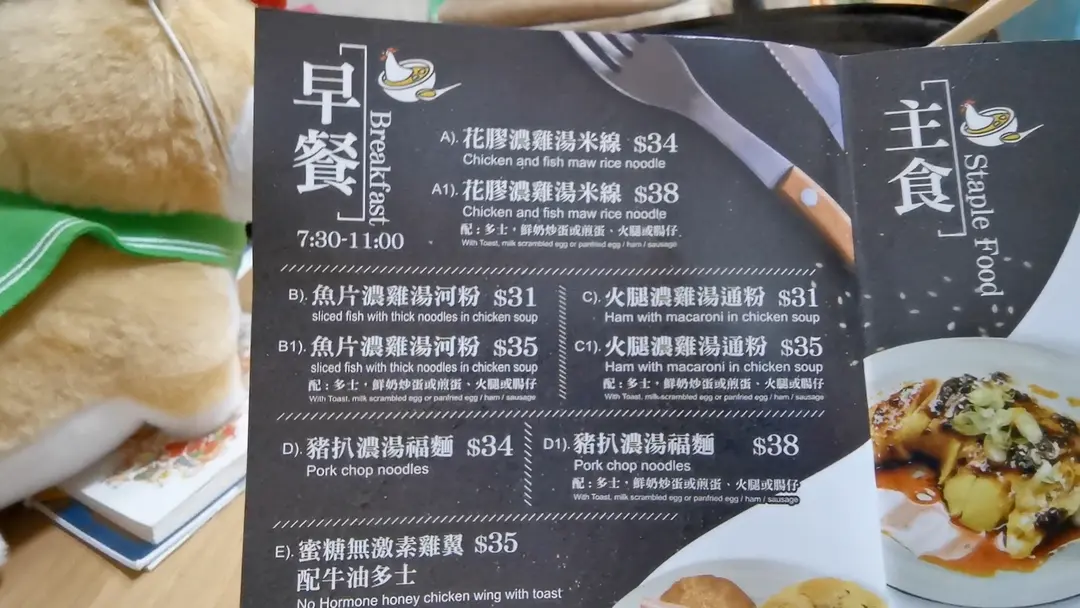 早餐
Breakfast
7:30-11:00
A). 花膠濃雞湯米線 $34
Chicken and fish maw rice noodle
A1). 花膠濃雞湯米線 $38
Chicken and fish maw rice noodle
配：多士，鮮奶炒蛋或煎蛋、火腿或腸仔
With Toast, milk scrambled egg or panfried egg / ham / sausage
B). 魚片濃雞湯河粉 $31
sliced fish with thick noodles in chicken soup
B1). 魚片濃雞湯河粉 $35
sliced fish with thick noodles in chicken soup
配：多士，鮮奶炒蛋或煎蛋、火腿或腸仔
With Toast, milk scrambled egg or panfried egg / ham / sausage
C). 火腿濃雞湯通粉 $31
Ham with macaroni in chicken soup
C1). 火腿濃雞湯通粉 $35
Ham with macaroni in chicken soup
配：多士，鮮奶炒蛋或煎蛋、火腿或腸仔
With Toast, milk scrambled egg or panfried egg / ham / sausage
D). 豬扒濃湯福麵 $34
Pork chop noodles
D1). 豬扒濃湯福麵 $38
Pork chop noodles
配：多士，鮮奶炒蛋或煎蛋、火腿或腸仔
With Toast, milk scrambled egg or panfried egg / ham / sausage
E). 蜜糖無激素雞翼 $35
配牛油多士
No Hormone honey chicken wing with toast
主食
Staple Food